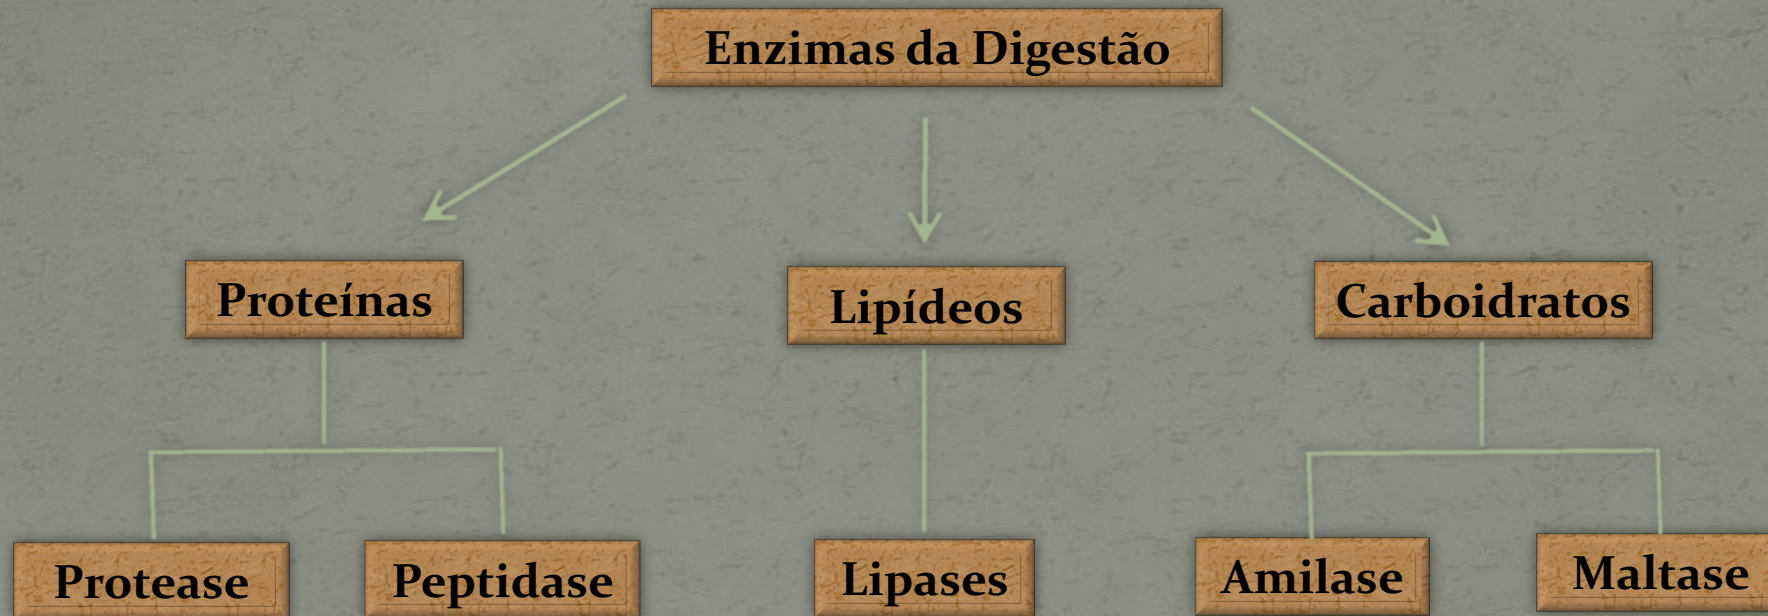 Enzimas da Digestão
Proteínas
Lipídeos
Carboidratos
Protease
Peptidase
Lipases
Amilase
Maltase